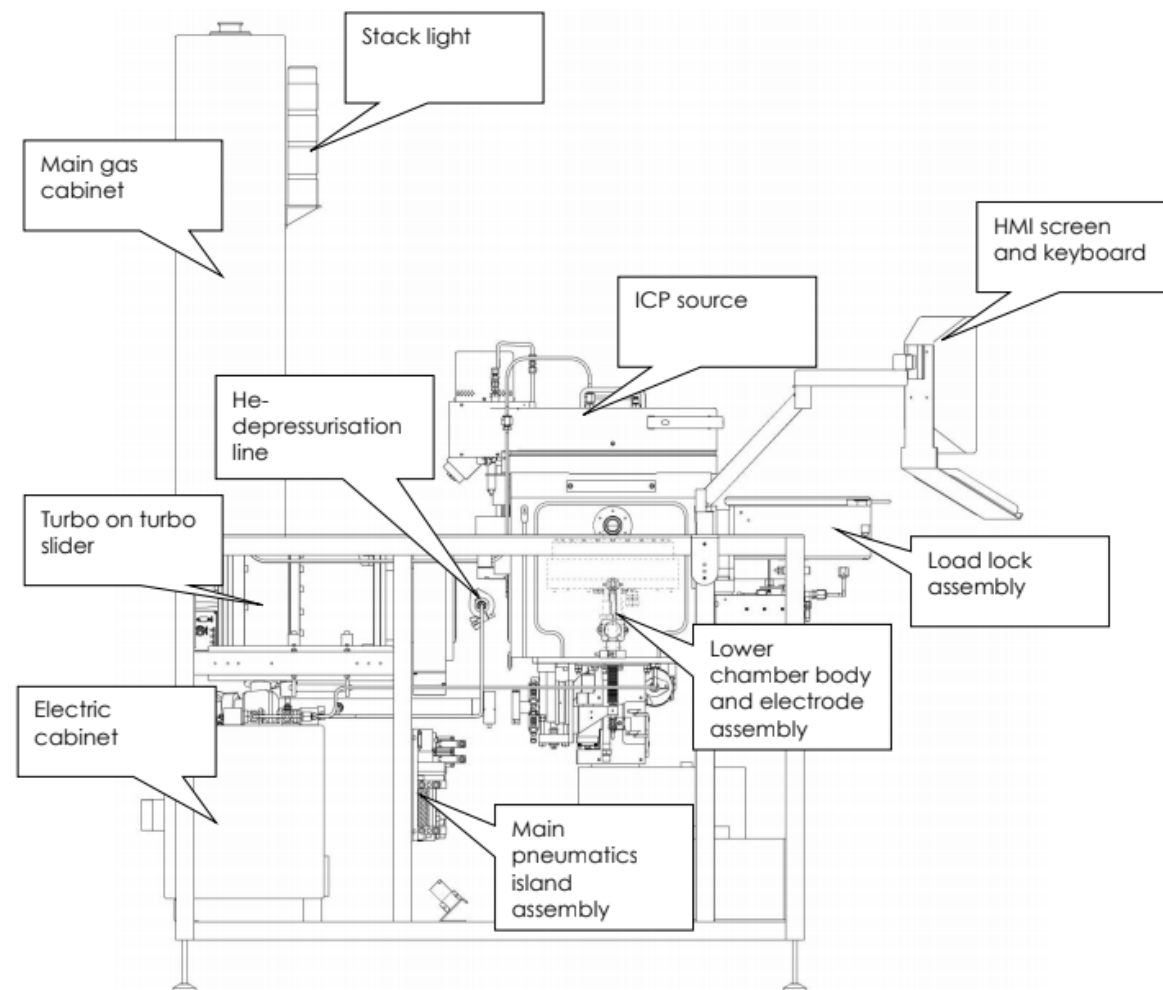 Stack light
Main gas
cabinet
HMI screen
and keyboard
ICP source
He-
depressurisation
line
Turbo on turbo
slider
Load lock
assembly
Lower
chamber body
and electrode
assembly
Electric
cabinet
Main
pneumatics
island
assembly